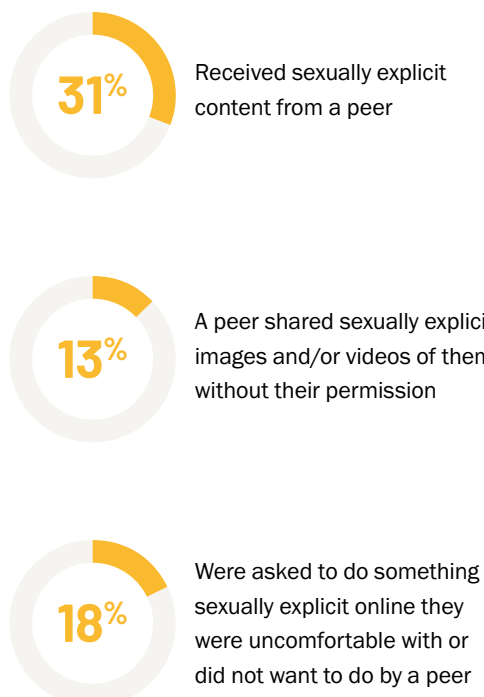 31%
Received sexually explicit
content from a peer
13%
A peer shared sexually explici
images and/or videos of them
without their permission
18%
Were asked to do something
sexually explicit online they
were uncomfortable with or
did not want to do by a peer